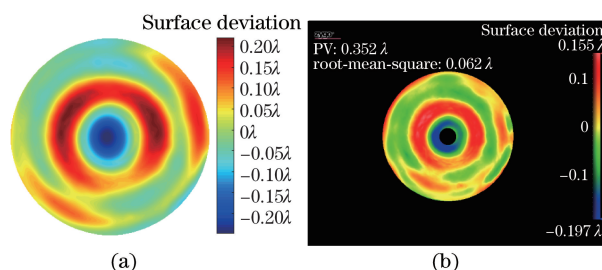 Surface deviation
0.20λ
0.15λ
0.10λ
0.05λ
0λ
−0.05λ
−0.10λ
−0.15λ
−0.20λ
(a)
zygo
PV: 0.352 λ
root-mean-square: 0.062 λ
Surface deviation
0.155 λ
0.1
0
−0.1
−0.197 λ
(b)